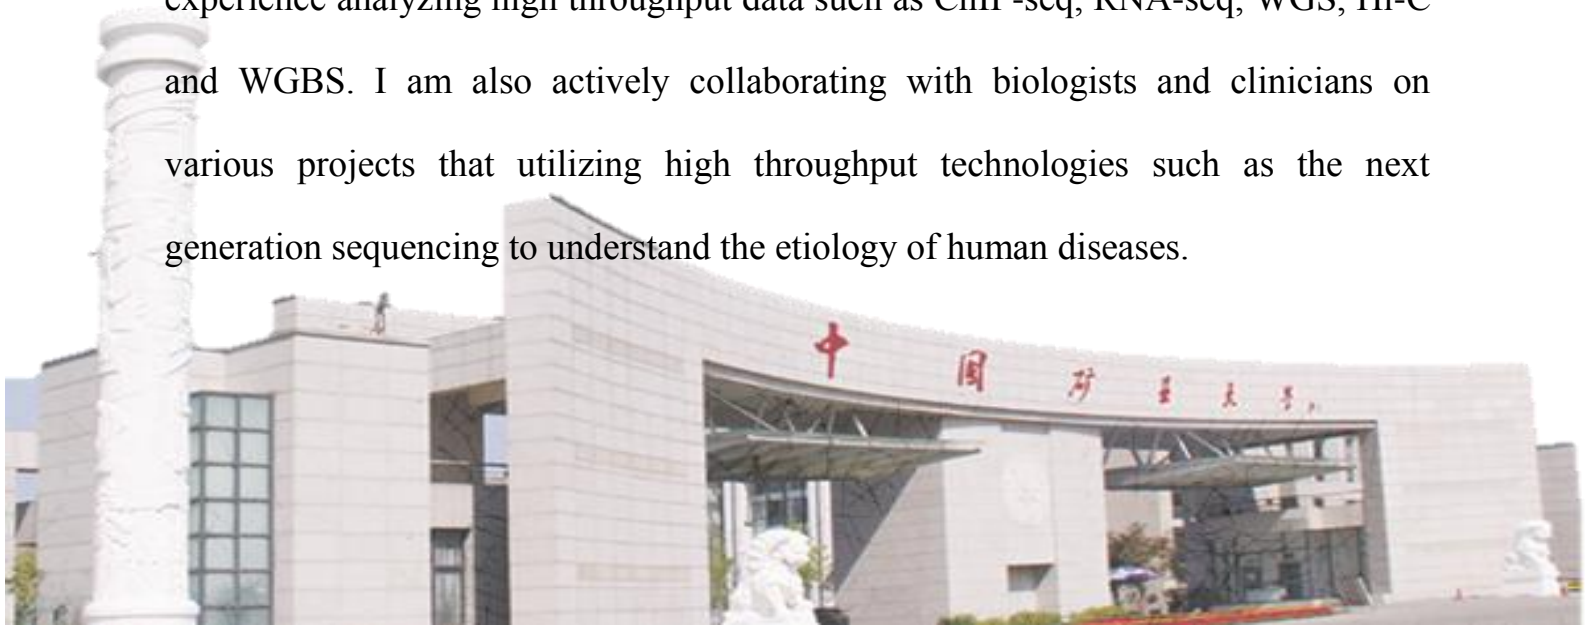 experience analyzing high throughput data such as ChIP-seq, RNA-seq, WGS, Hi-C
and WGBS. I am also actively collaborating with biologists and clinicians on
various projects that utilizing high throughput technologies such as the next
generation sequencing to understand the etiology of human diseases.
中国矿业大学